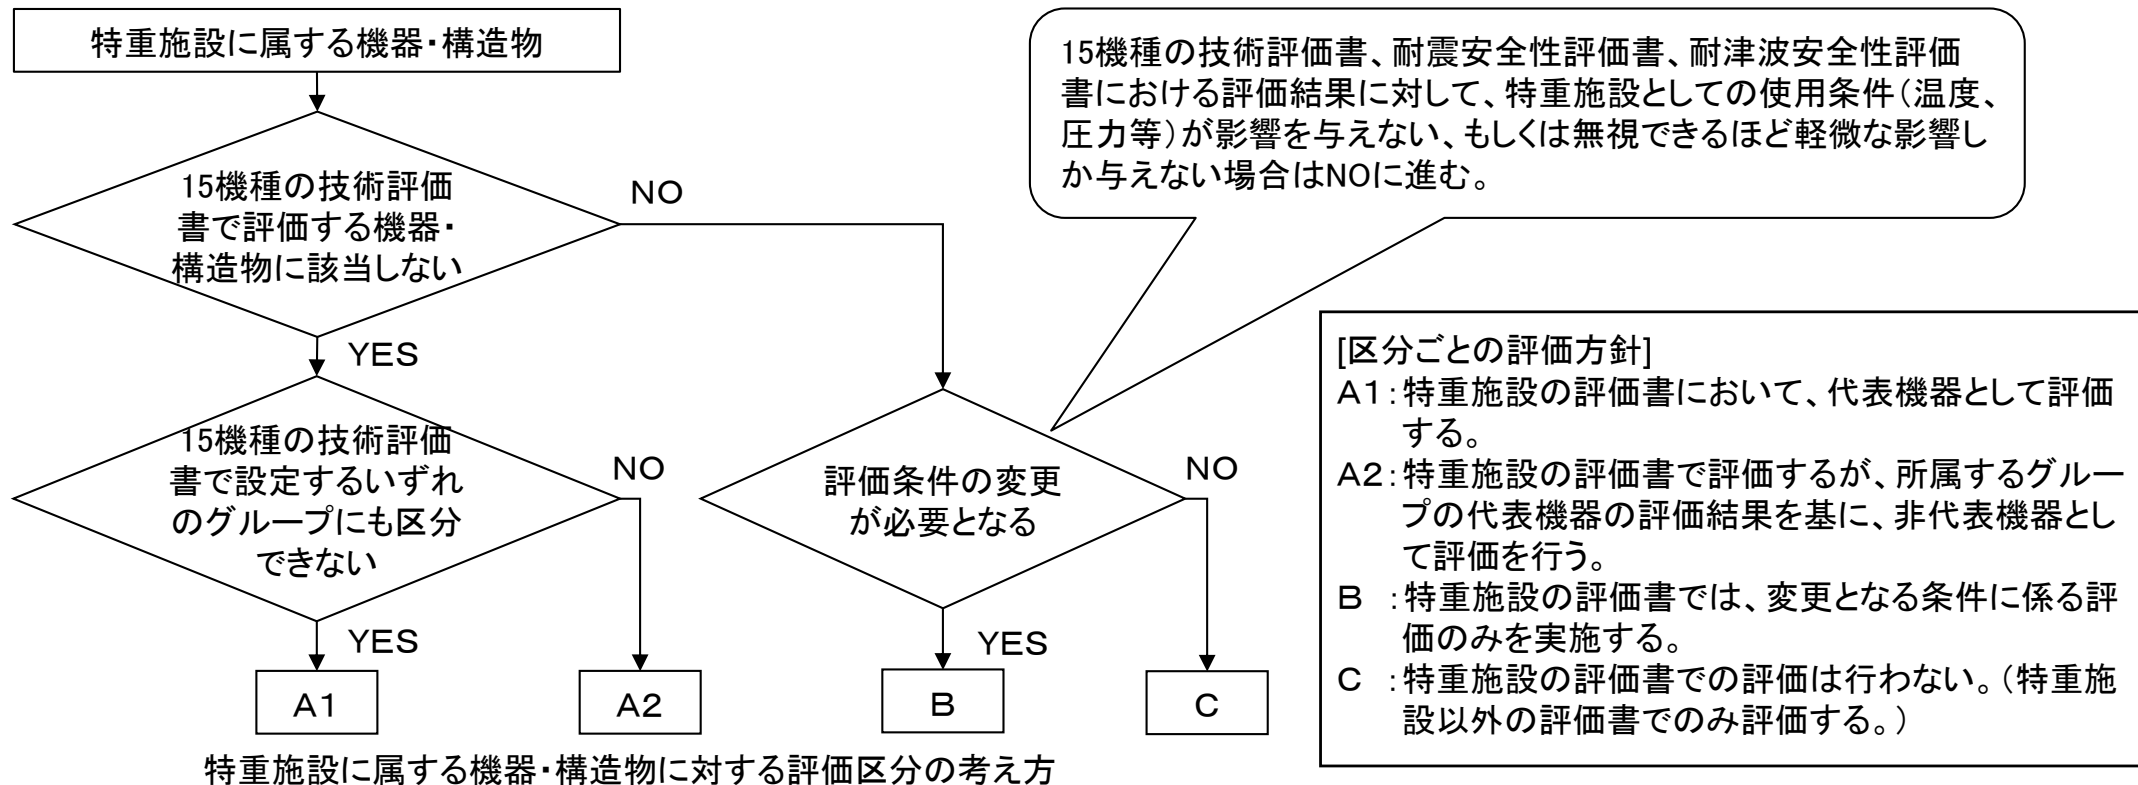 特重施設に属する機器・構造物
15機種の技術評価書、耐震安全性評価書、耐津波安全性評価
書における評価結果に対して、特重施設としての使用条件(温度、
圧力等)が影響を与えない、もしくは無視できるほど軽微な影響し
か与えない場合はNOに進む。
15機種の技術評価
書で評価する機器・
構造物に該当しない
NO
YES
15機種の技術評価
書で設定するいずれ
のグループにも区分
できない
NO
YES
評価条件の変更
が必要となる
NO
YES
A1
A2
B
C
[区分ごとの評価方針]
A1:特重施設の評価書において、代表機器として評価
する。
A2:特重施設の評価書で評価するが、所属するグルー
プの代表機器の評価結果を基に、非代表機器とし
て評価を行う。
B :特重施設の評価書では、変更となる条件に係る評
価のみを実施する。
C :特重施設の評価書での評価は行わない。(特重施
設以外の評価書でのみ評価する。)
特重施設に属する機器・構造物に対する評価区分の考え方